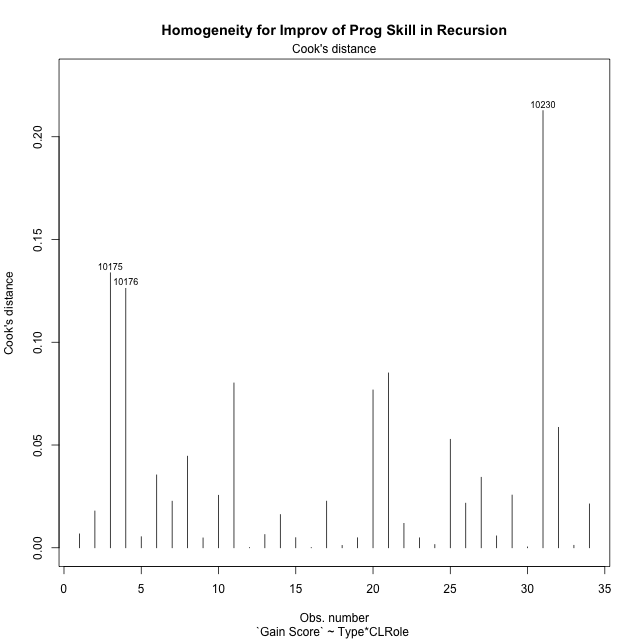 Homogeneity for Improv of Prog Skill in Recursion
Cook's distance
10230
10175
10176
0.20
0.15
0.10
0.05
0.00
Cook's distance
0 5 10 15 20 25 30 35
Obs. number
`Gain Score` ~ Type*CLRole